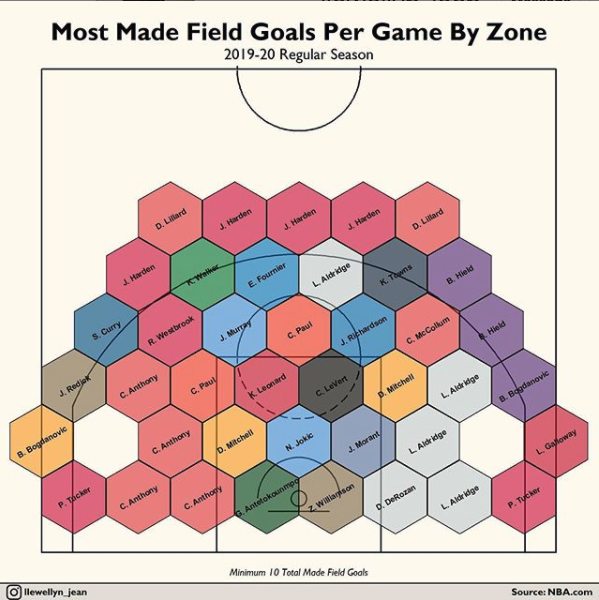 Most Made Field Goals Per Game By Zone
2019-20 Regular Season
D. Lillard
J. Harden
J. Harden
J. Harden
D. Lillard
J. Harden
K. Walker
E. Fournier
L. Aldridge
K. Towns
B. Hield
S. Curry
R. Westbrook
J. Murray
C. Paul
J. Richardson
C. McCollum
B. Hield
J. Redick
C. Anthony
C. Paul
K. Leonard
C. LeVert
D. Mitchell
L. Aldridge
B. Bogdanovic
B. Bogdanovic
C. Anthony
D. Mitchell
N. Jokic
J. Morant
L. Aldridge
L. Galloway
P. Tucker
C. Anthony
C. Anthony
G. Antetokounmpo
Z. Williamson
D. DeRozan
L. Aldridge
P. Tucker
Minimum 10 Total Made Field Goals
llewellyn_jean
Source: NBA.com